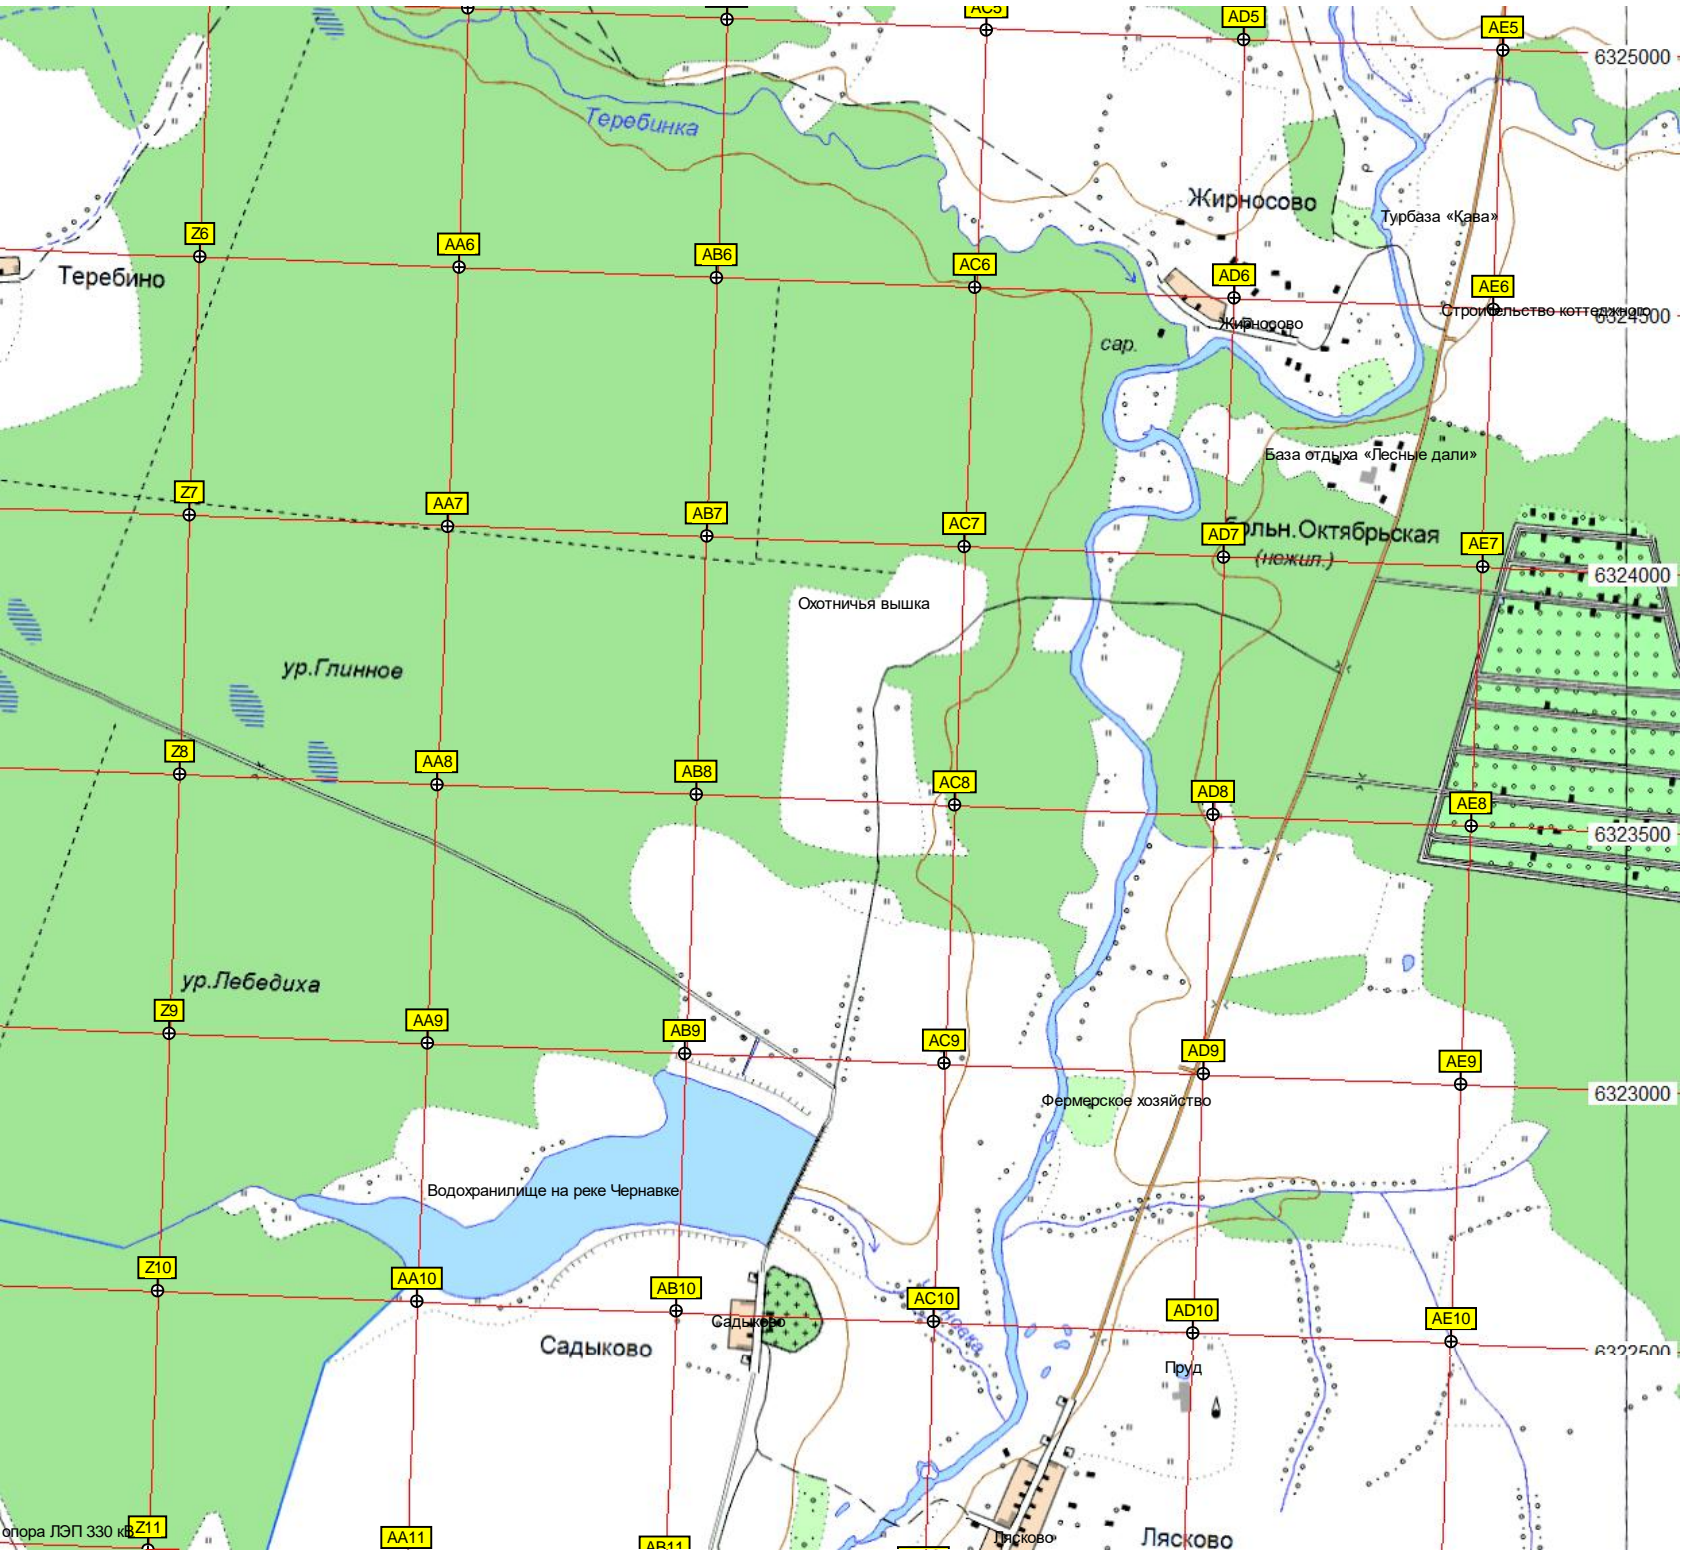 AC5
AD5
AE5
6325000
Теребинка
Жирносово
Турбаза «Кава»
Z6
AA6
AB6
AC6
AD6
AE6
Теребино
Строительство коттеджного
6324500
Жирносово
сар.
База отдыха «Лесные дали»
Z7
AA7
AB7
AC7
AD7
AE7
больн.Октябрьская
(нежил.)
6324000
Охотничья вышка
ур.Глинное
Z8
AA8
AB8
AC8
AD8
AE8
6323500
ур.Лебедиха
Z9
AA9
AB9
AC9
AD9
AE9
6323000
Фермерское хозяйство
Водохранилище на реке Чернавке
Z10
AA10
AB10
AC10
AD10
AE10
6322500
Садыково
Садыково
Пруд
опора ЛЭП 330 кВ
Z11
AA11
AB11
Лясково
Лясково